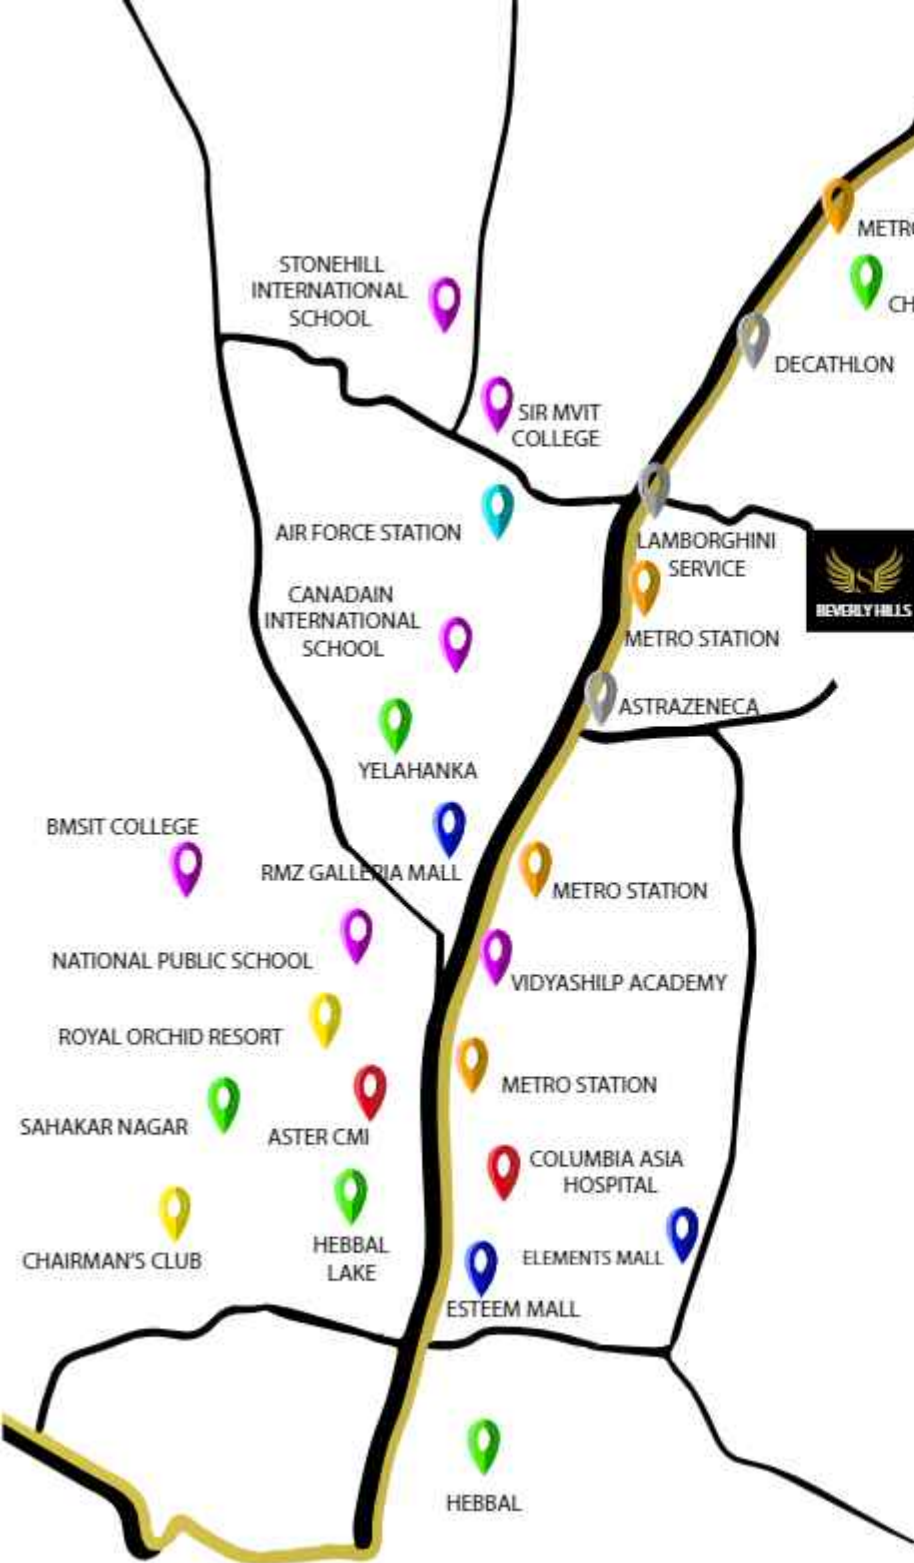 METRO
CH
STONEHILL
INTERNATIONAL
SCHOOL
DECATHLON
SIR MVIT
COLLEGE
AIR FORCE STATION
LAMBORGHINI
SERVICE
BEVERLY HILLS
CANADAIN
INTERNATIONAL
SCHOOL
METRO STATION
ASTRAZENECA
YELAHANKA
BMSIT COLLEGE
RMZ GALLERIA MALL
METRO STATION
NATIONAL PUBLIC SCHOOL
VIDYASHILP ACADEMY
ROYAL ORCHID RESORT
METRO STATION
SAHAKAR NAGAR
ASTER CMI
COLUMBIA ASIA
HOSPITAL
CHAIRMAN'S CLUB
HEBBAL
LAKE
ELEMENTS MALL
ESTEEM MALL
HEBBAL